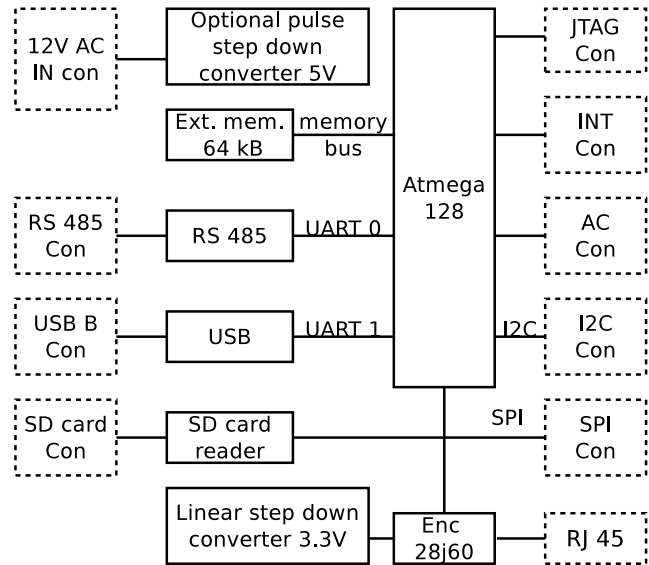 12V AC
IN con
Optional pulse
step down
converter 5V
JTAG
Con
Ext. mem.
64 kB
memory
bus
INT
Con
Atmega
128
RS 485
Con
RS 485
UART 0
AC
Con
USB B
Con
USB
UART 1
I2C
I2C
Con
SD card
Con
SD card
reader
SPI
SPI
Con
Linear step down
converter 3.3V
Enc
28j60
RJ 45